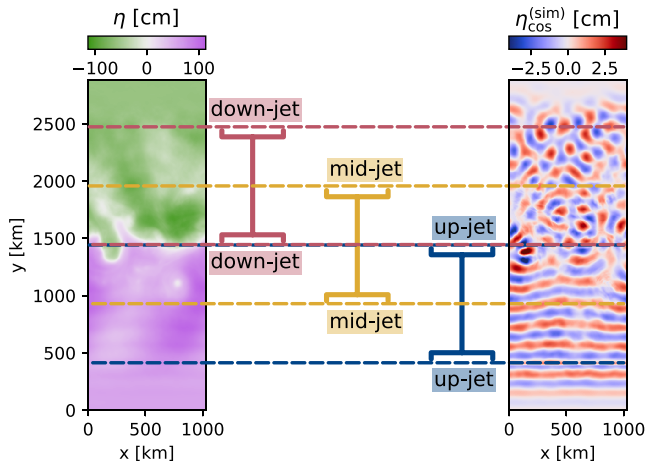 η [cm]
−100 0 100
η_cos^(sim) [cm]
−2.5 0.0 2.5
down-jet
mid-jet
up-jet
down-jet
mid-jet
up-jet
y [km]
2500
2000
1500
1000
500
0
0 1000
x [km]
0 1000
x [km]